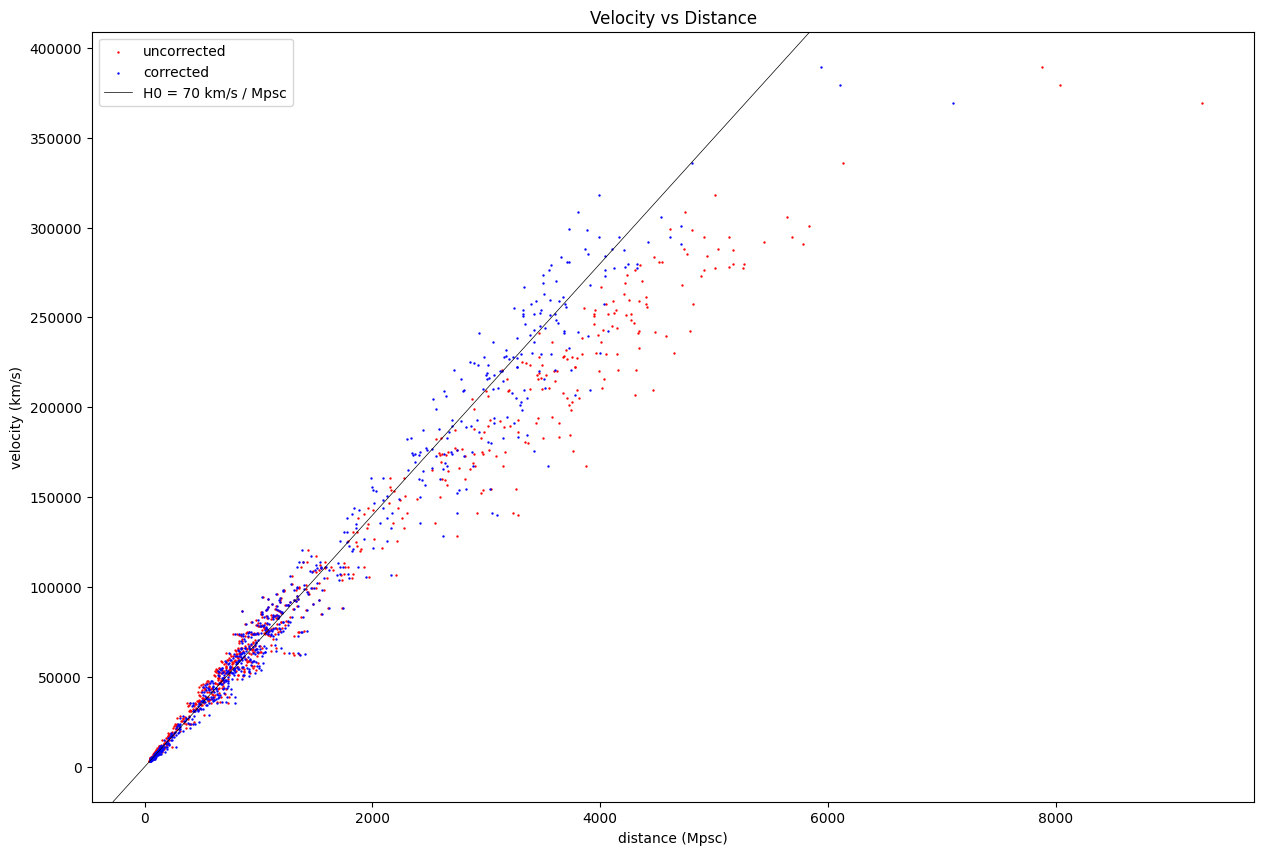 Velocity vs Distance
uncorrected
corrected
H0 = 70 km/s / Mpsc
400000
350000
300000
250000
200000
150000
100000
50000
0
velocity (km/s)
0 2000 4000 6000 8000
distance (Mpsc)